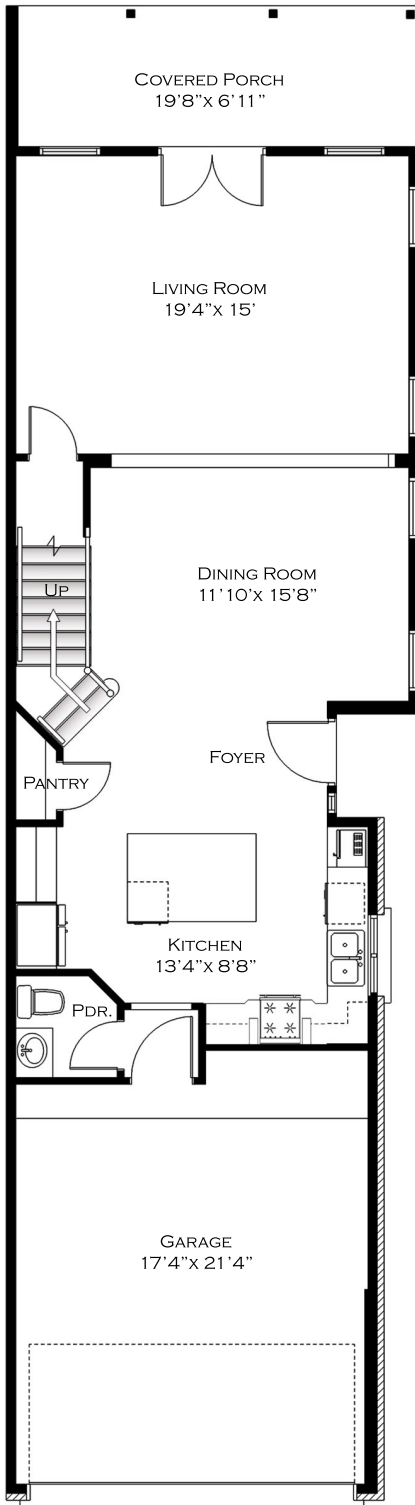 Covered Porch
19'8"x 6'11"
Living Room
19'4"x 15'
Dining Room
11'10'x 15'8"
Up
Foyer
Pantry
Kitchen
13'4"x 8'8"
Pdr.
Garage
17'4"x 21'4"